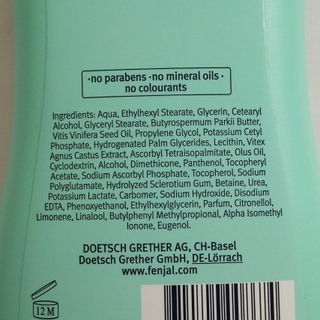 ·no parabens ·no mineral oils ·
no colourants
Ingredients: Aqua, Ethylhexyl Stearate, Glycerin, Cetearyl
Alcohol, Glyceryl Stearate, Butyrospermum Parkii Butter,
Vitis Vinifera Seed Oil, Propylene Glycol, Potassium Cetyl
Phosphate, Hydrogenated Palm Glycerides, Lecithin, Vitex
Agnus Castus Extract, Ascorbyl Tetraisopalmitate, Olus Oil,
Cyclodextrin, Alcohol, Dimethicone, Panthenol, Tocopheryl
Acetate, Sodium Ascorbyl Phosphate, Tocopherol, Sodium
Polyglutamate, Hydrolyzed Sclerotium Gum, Betaine, Urea,
Potassium Lactate, Carbomer, Sodium Hydroxide, Disodium
EDTA, Phenoxyethanol, Ethylhexylglycerin, Parfum, Citronellol,
Limonene, Linalool, Butylphenyl Methylpropional, Alpha Isomethyl
Ionone, Eugenol.
DOETSCH GRETHER AG, CH-Basel
Doetsch Grether GmbH, DE-Lörrach
www.fenjal.com
12 M